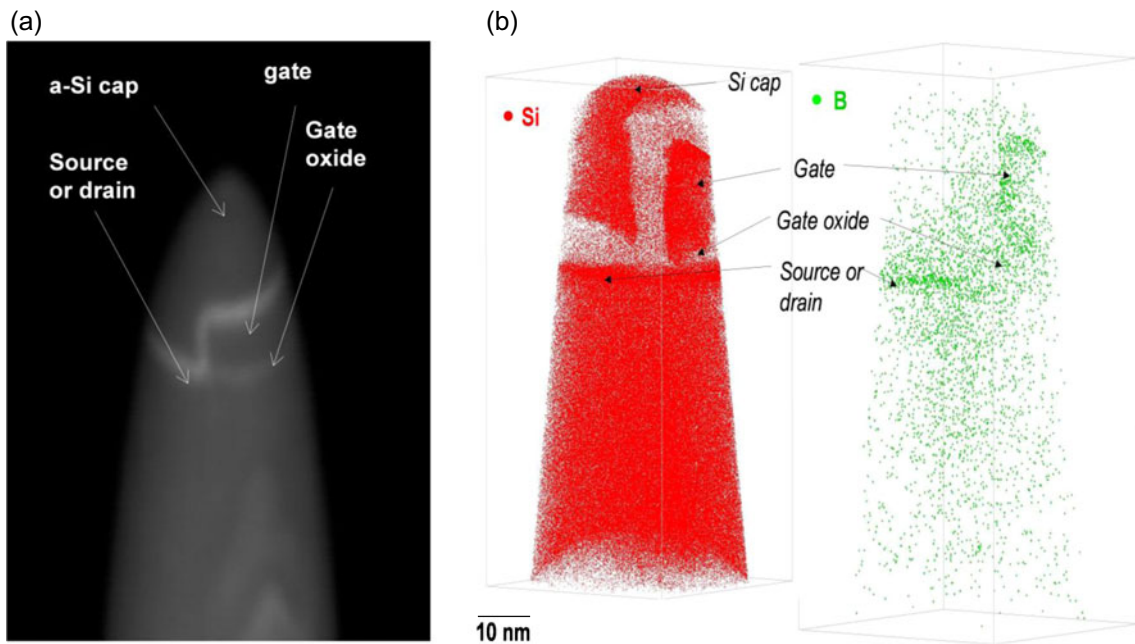 (a)
a-Si cap
gate
Gate
oxide
Source
or drain
(b)
Si
Si cap
B
Gate
Gate oxide
Source or
drain
10 nm